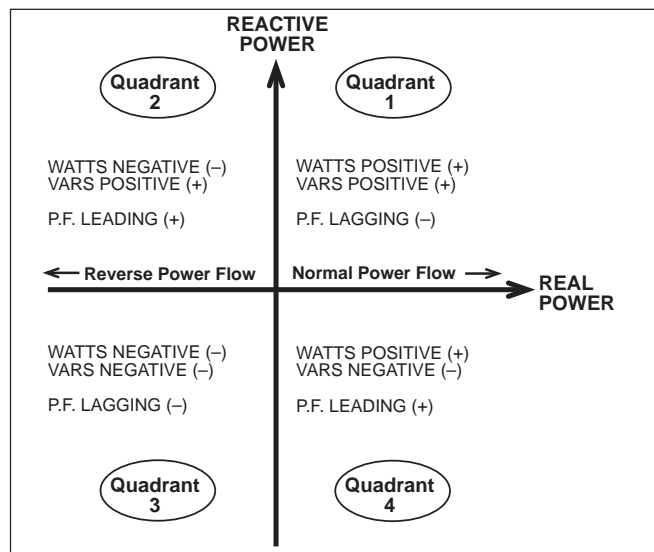 REACTIVE
POWER
Quadrant
2
Quadrant
1
WATTS NEGATIVE (–)
VARS POSITIVE (+)
P.F. LEADING (+)
WATTS POSITIVE (+)
VARS POSITIVE (+)
P.F. LAGGING (–)
Reverse Power Flow
Normal Power Flow
REAL
POWER
WATTS NEGATIVE (–)
VARS NEGATIVE (–)
P.F. LAGGING (–)
WATTS POSITIVE (+)
VARS NEGATIVE (–)
P.F. LEADING (+)
Quadrant
3
Quadrant
4